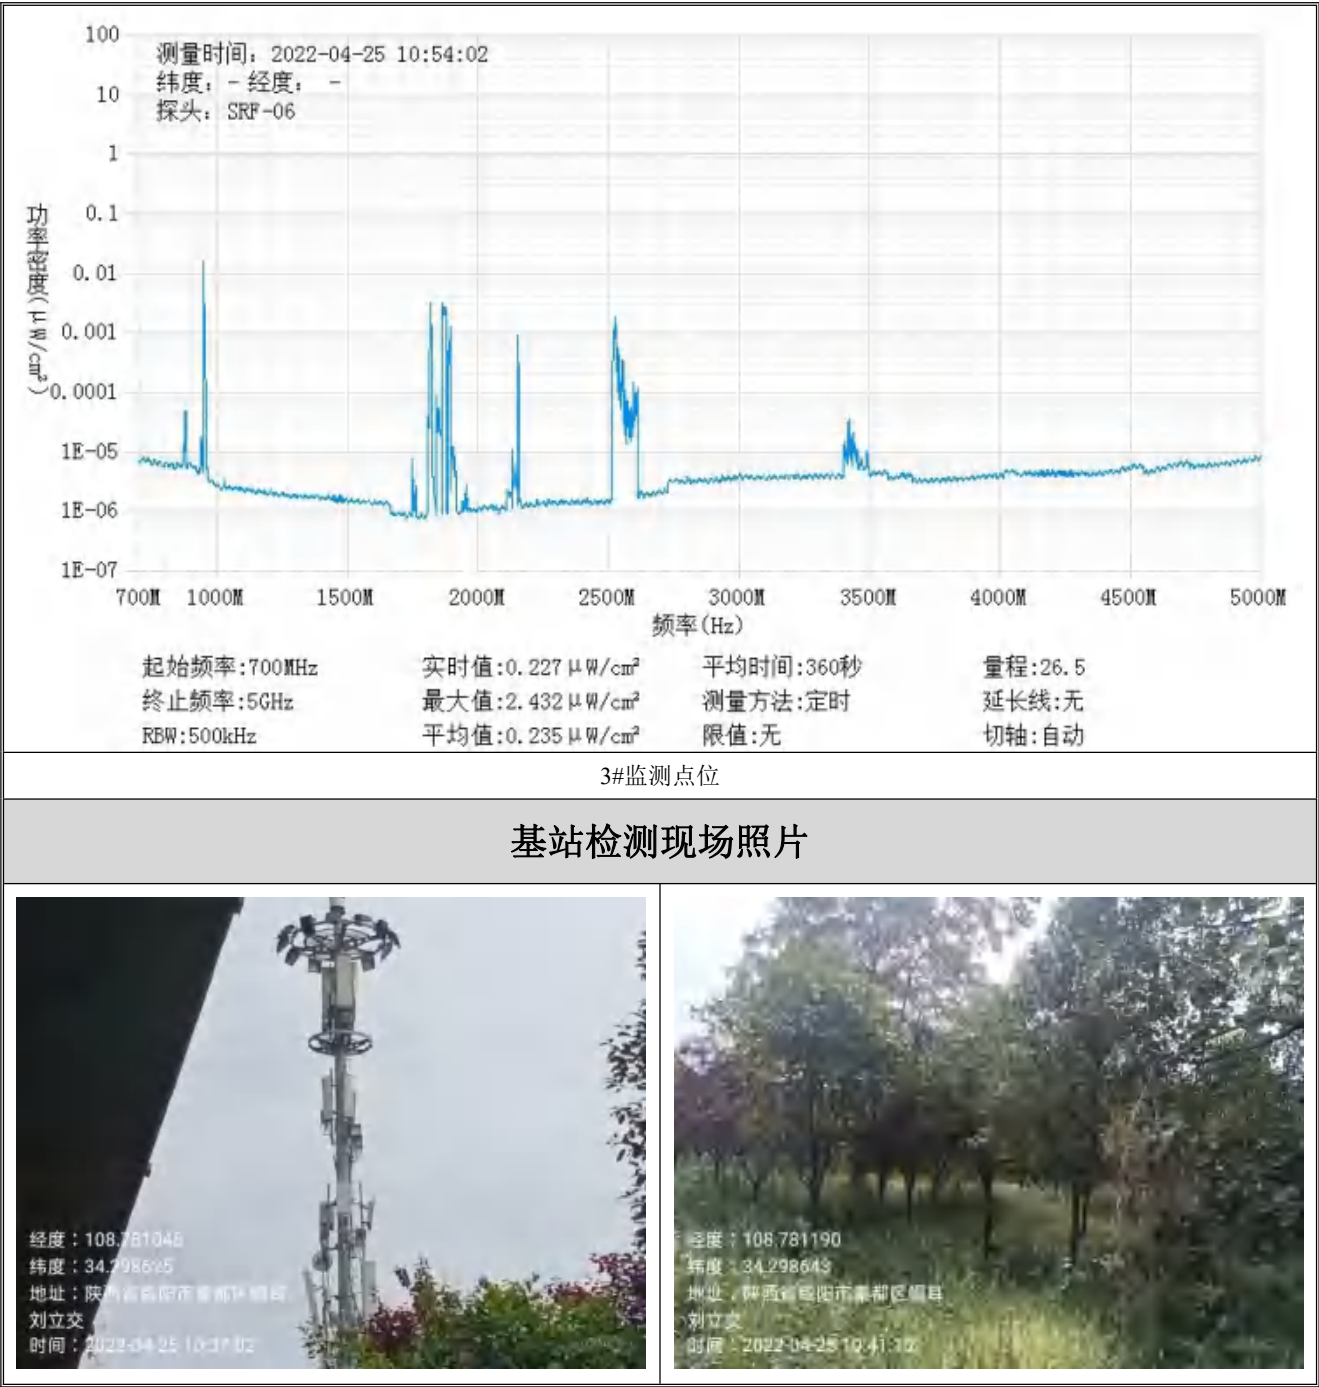 100
测量时间：2022-04-25 10:54:02
纬度：- 经度： -
10
探头：SRF-06
1
0.1
功率密度(μW/cm²)
0.01
0.001
0.0001
1E-05
1E-06
1E-07
700M 1000M 1500M 2000M 2500M 3000M 3500M 4000M 4500M 5000M
频率(Hz)
起始频率:700MHz 实时值:0.227μW/cm² 平均时间:360秒 量程:26.5
终止频率:5GHz 最大值:2.432μW/cm² 测量方法:定时 延长线:无
RBW:500kHz 平均值:0.235μW/cm² 限值:无 切轴:自动
3#监测点位
基站检测现场照片
经度：108.781046
纬度：34.298625
地址：陕西省咸阳市秦都区
刘立交
时间：2022-04-25 10:37:02
经度：108.781190
纬度：34.298643
地址：陕西省咸阳市秦都区
刘立交
时间：2022-04-25 10:41:10